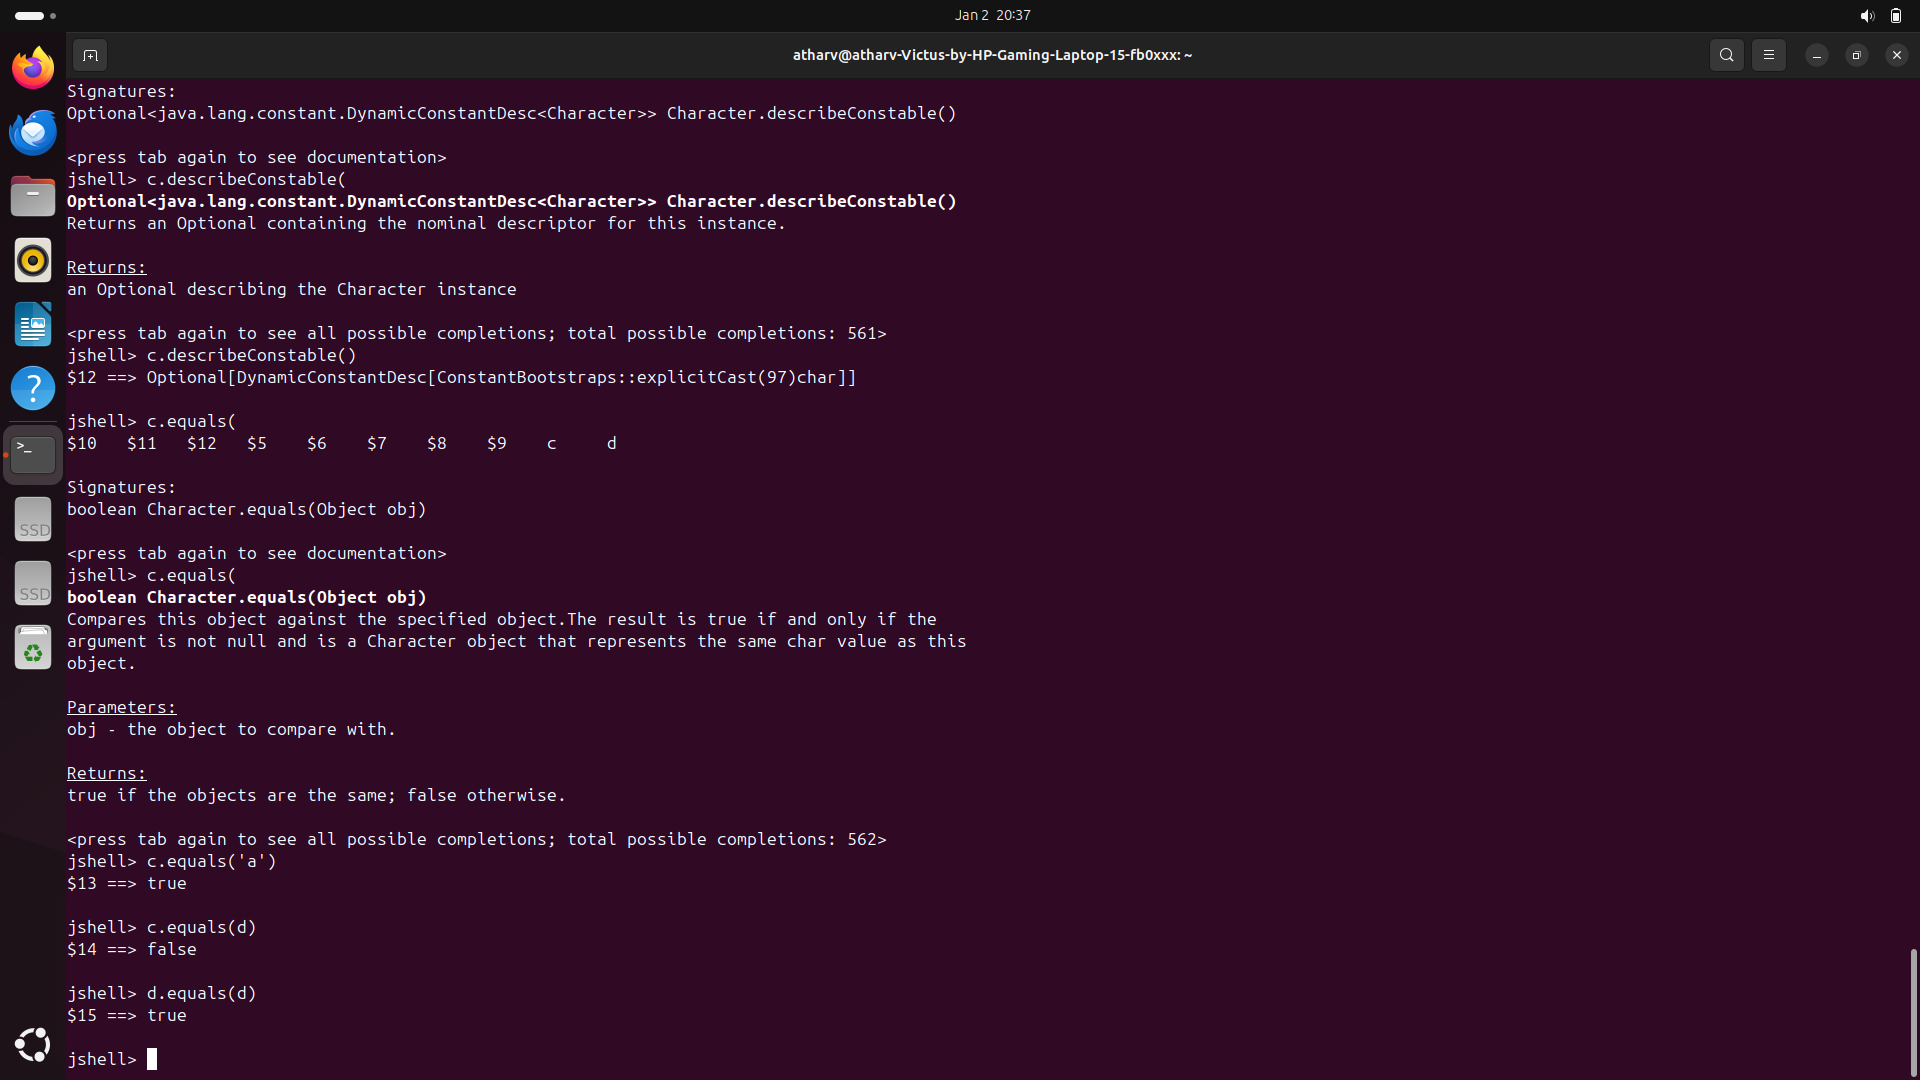 Jan 2 20:37
atharv@atharv-Victus-by-HP-Gaming-Laptop-15-fb0xxx: ~
Signatures:
Optional<java.lang.constant.DynamicConstantDesc<Character>> Character.describeConstable()
<press tab again to see documentation>
jshell> c.describeConstable(
Optional<java.lang.constant.DynamicConstantDesc<Character>> Character.describeConstable()
Returns an Optional containing the nominal descriptor for this instance.
Returns:
an Optional describing the Character instance
<press tab again to see all possible completions; total possible completions: 561>
jshell> c.describeConstable()
$12 ==> Optional[DynamicConstantDesc[ConstantBootstraps::explicitCast(97)char]]
jshell> c.equals(
$10   $11   $12   $5    $6    $7    $8    $9    c     d
Signatures:
boolean Character.equals(Object obj)
<press tab again to see documentation>
jshell> c.equals(
boolean Character.equals(Object obj)
Compares this object against the specified object.The result is true if and only if the
argument is not null and is a Character object that represents the same char value as this
object.
Parameters:
obj - the object to compare with.
Returns:
true if the objects are the same; false otherwise.
<press tab again to see all possible completions; total possible completions: 562>
jshell> c.equals('a')
$13 ==> true
jshell> c.equals(d)
$14 ==> false
jshell> d.equals(d)
$15 ==> true
jshell>
>_
SSD
SSD